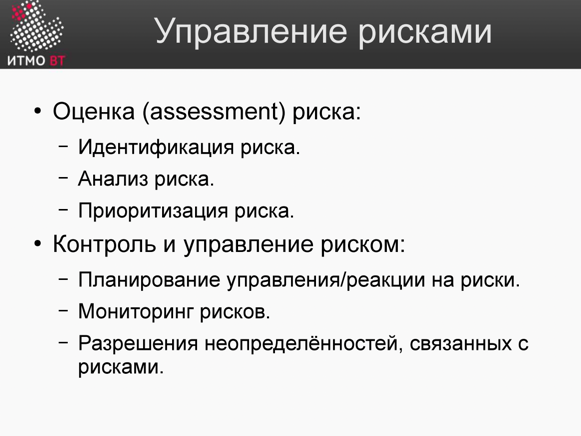 Управление рисками
ИТМО ВТ
• Оценка (assessment) риска:
– Идентификация риска.
– Анализ риска.
– Приоритизация риска.
• Контроль и управление риском:
– Планирование управления/реакции на риски.
– Мониторинг рисков.
– Разрешения неопределённостей, связанных с
рисками.